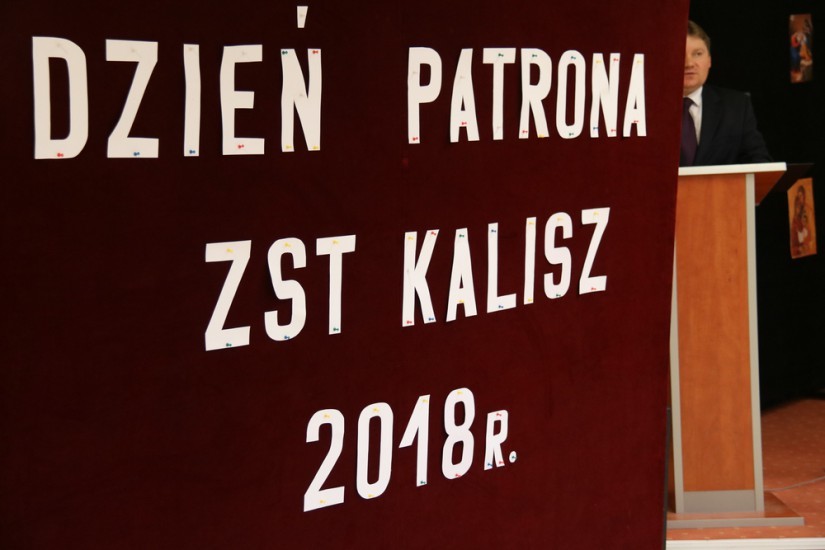 DZIEŃ PATRONA
ZST KALISZ
2018R.